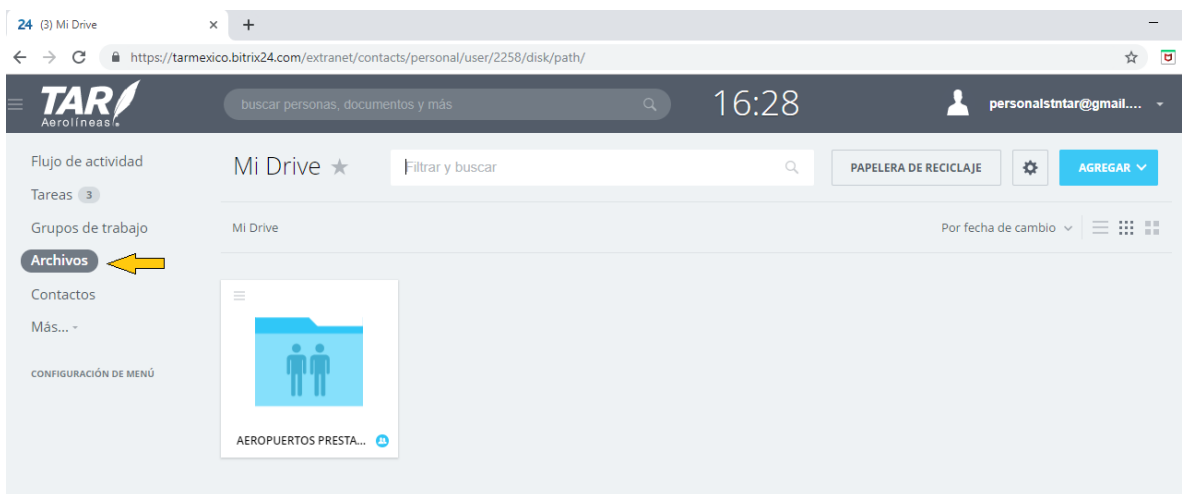 24 (3) Mi Drive
https://tarmexico.bitrix24.com/extranet/contacts/personal/user/2258/disk/path/
TAR
Aerolíneas
buscar personas, documentos y más
16:28
personalstntar@gmail....
Flujo de actividad
Tareas 3
Grupos de trabajo
Archivos
Contactos
Más...
CONFIGURACIÓN DE MENÚ
Mi Drive
Filtrar y buscar
PAPELERA DE RECICLAJE
AGREGAR
Mi Drive
Por fecha de cambio
AEROPUERTOS PRESTA...